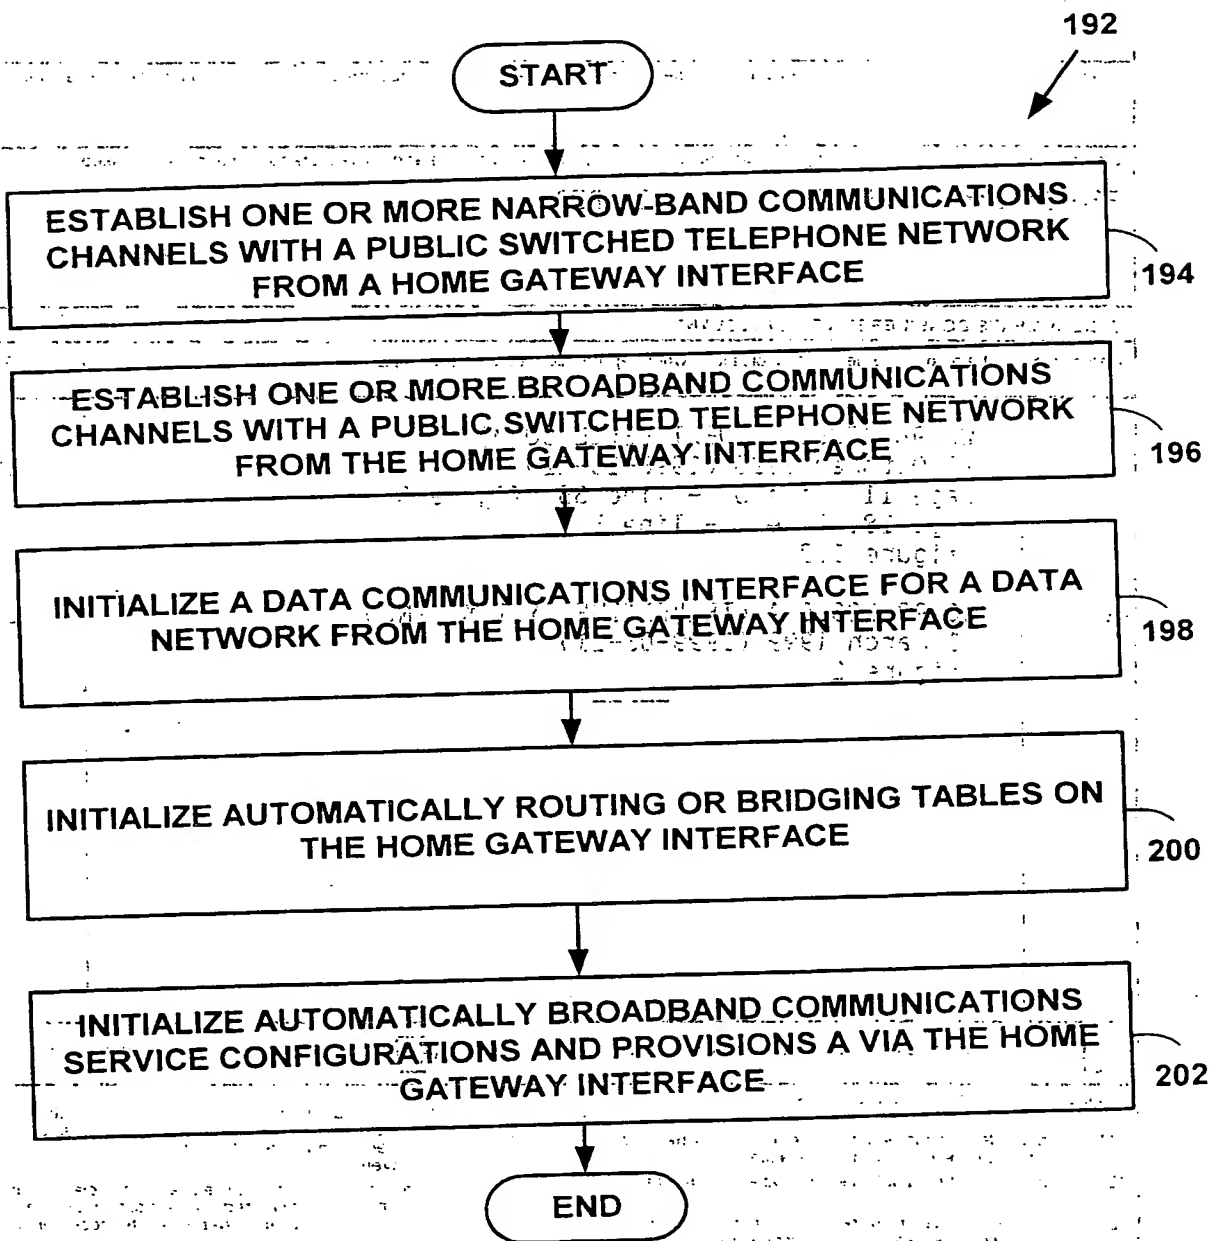 192
START
ESTABLISH ONE OR MORE NARROW-BAND COMMUNICATIONS
CHANNELS WITH A PUBLIC SWITCHED TELEPHONE NETWORK
FROM A HOME GATEWAY INTERFACE
194
ESTABLISH ONE OR MORE BROADBAND COMMUNICATIONS
CHANNELS WITH A PUBLIC SWITCHED TELEPHONE NETWORK
FROM THE HOME GATEWAY INTERFACE
196
INITIALIZE A DATA COMMUNICATIONS INTERFACE FOR A DATA
NETWORK FROM THE HOME GATEWAY INTERFACE
198
INITIALIZE AUTOMATICALLY ROUTING OR BRIDGING TABLES ON
THE HOME GATEWAY INTERFACE
200
INITIALIZE AUTOMATICALLY BROADBAND COMMUNICATIONS
SERVICE CONFIGURATIONS AND PROVISIONS A VIA THE HOME
GATEWAY INTERFACE
202
END